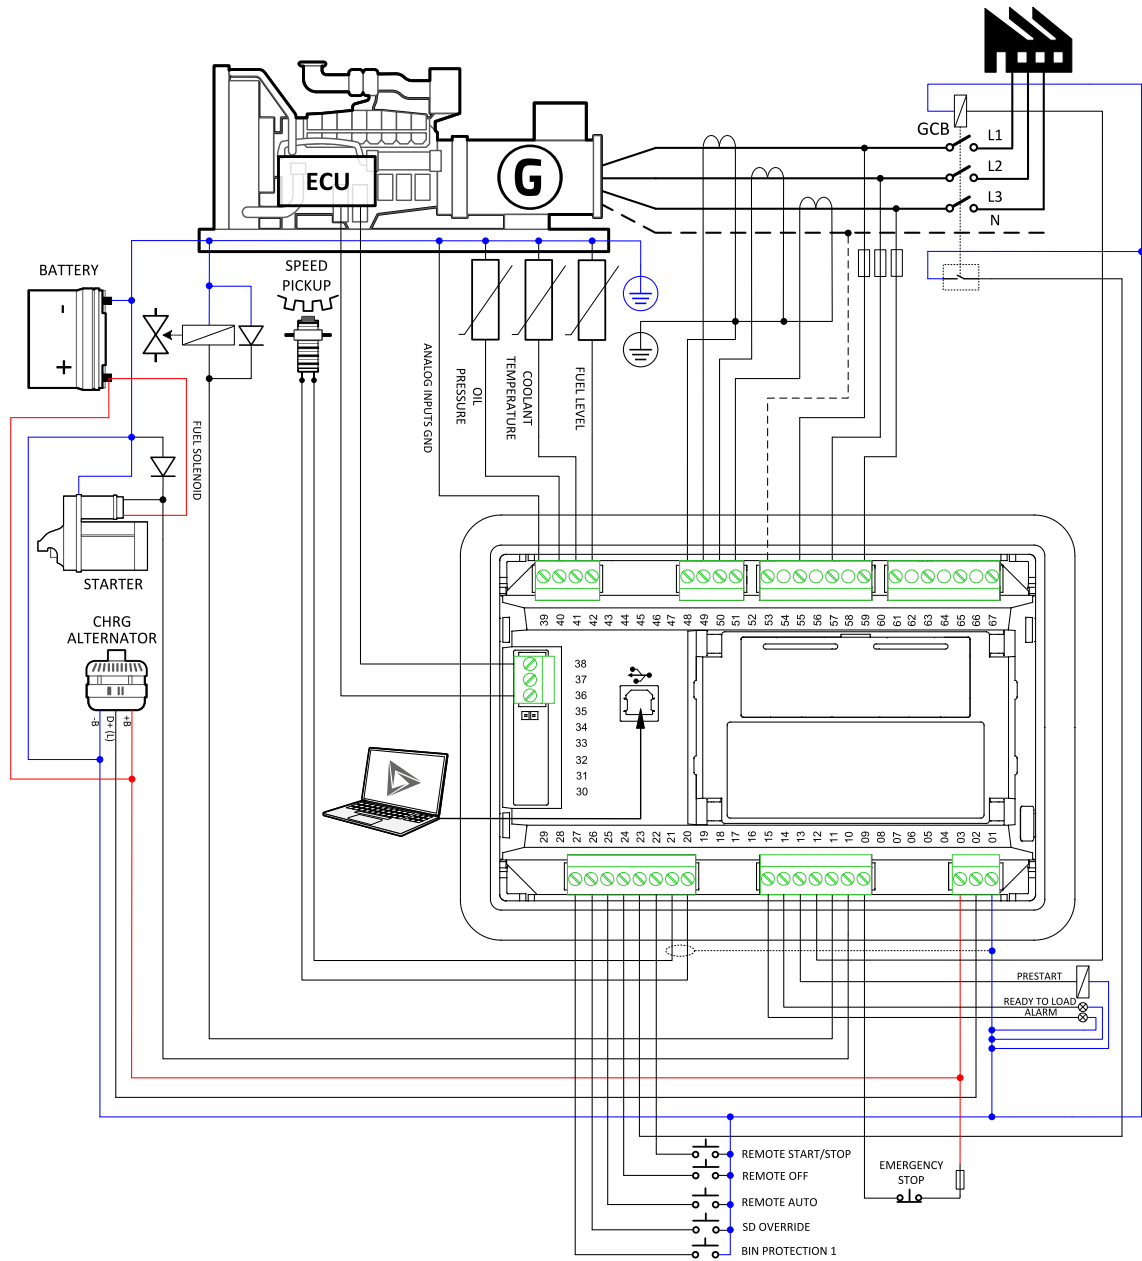 GCB
L1
L2
L3
N
ECU
G
BATTERY
-
+
SPEED
PICKUP
ANALOG INPUTS GND
OIL
PRESSURE
COOLANT
TEMPERATURE
FUEL LEVEL
FUEL SOLENOID
STARTER
CHRG
ALTERNATOR
-B
D+ (L)
+B
39 40 41 42 43 44 45 46 47 48 49 50 51 52 53 54 55 56 57 58 59 60 61 62 63 64 65 66 67
38
37
36
35
34
33
32
31
30
29 28 27 26 25 24 23 22 21 20 19 18 17 16 15 14 13 12 11 10 09 08 07 06 05 04 03 02 01
PRESTART
READY TO LOAD
ALARM
REMOTE START/STOP
REMOTE OFF
REMOTE AUTO
SD OVERRIDE
BIN PROTECTION 1
EMERGENCY
STOP